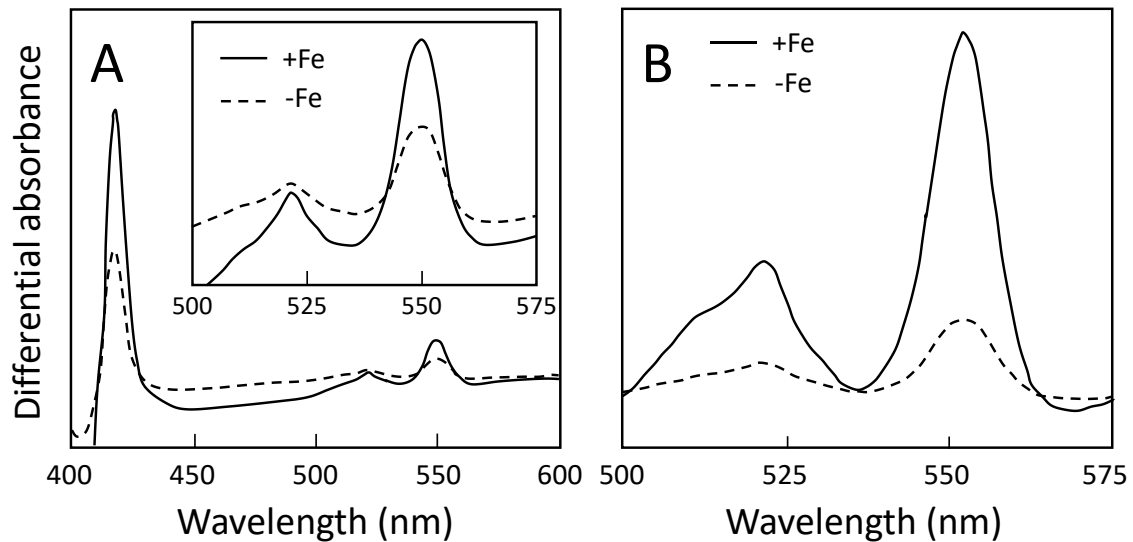 A
+Fe
-Fe
500 525 550 575
B
+Fe
-Fe
Differential absorbance
400 450 500 550 600
500 525 550 575
Wavelength (nm)
Wavelength (nm)